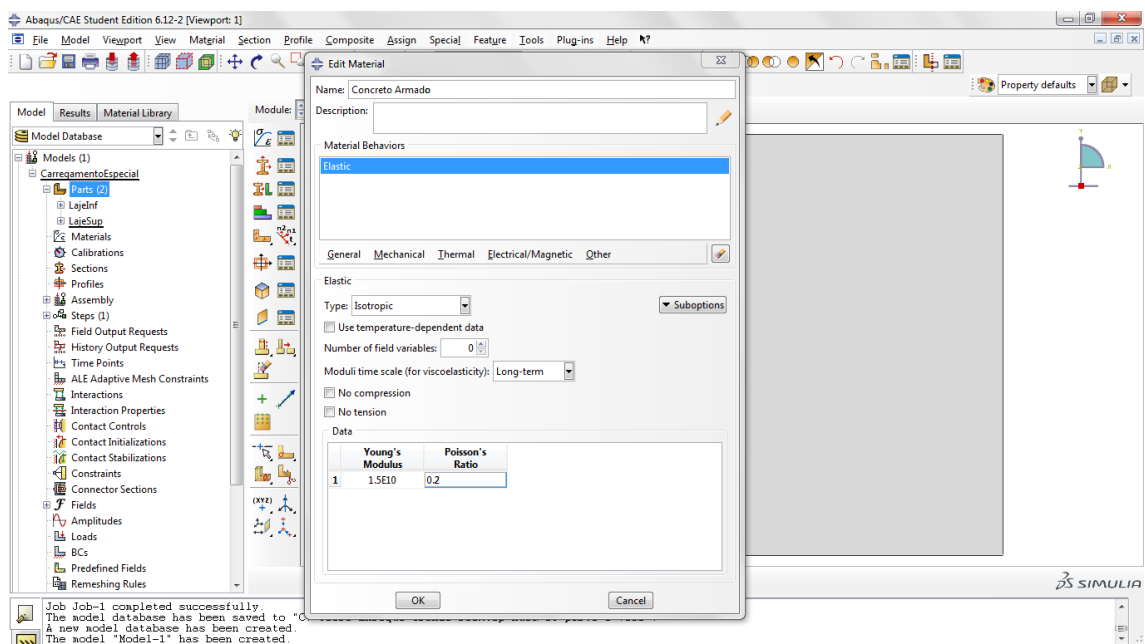 Abaqus/CAE Student Edition 6.12-2 [Viewport: 1]
File Model Viewport View Material Section Profile Composite Assign Special Feature Tools Plug-ins Help
Property defaults
Model Results Material Library
Module:
Model Database
Models (1)
CarregamentoEspecial
Parts (2)
LajeInf
LajeSup
Materials
Calibrations
Sections
Profiles
Assembly
Steps (1)
Field Output Requests
History Output Requests
Time Points
ALE Adaptive Mesh Constraints
Interactions
Interaction Properties
Contact Controls
Contact Initializations
Contact Stabilizations
Constraints
Connector Sections
Fields
Amplitudes
Loads
BCs
Predefined Fields
Remeshing Rules
(XYZ)
Edit Material
Name: Concreto Armado
Description:
Material Behaviors
Elastic
General Mechanical Thermal Electrical/Magnetic Other
Elastic
Type: Isotropic
Suboptions
Use temperature-dependent data
Number of field variables: 0
Moduli time scale (for viscoelasticity): Long-term
No compression
No tension
Data
Young's Modulus
Poisson's Ratio
1 1.5E10 0.2
OK Cancel
Y
X
SIMULIA
Job Job-1 completed successfully.
The model database has been saved to "C
A new model database has been created.
The model "Model-1" has been created.